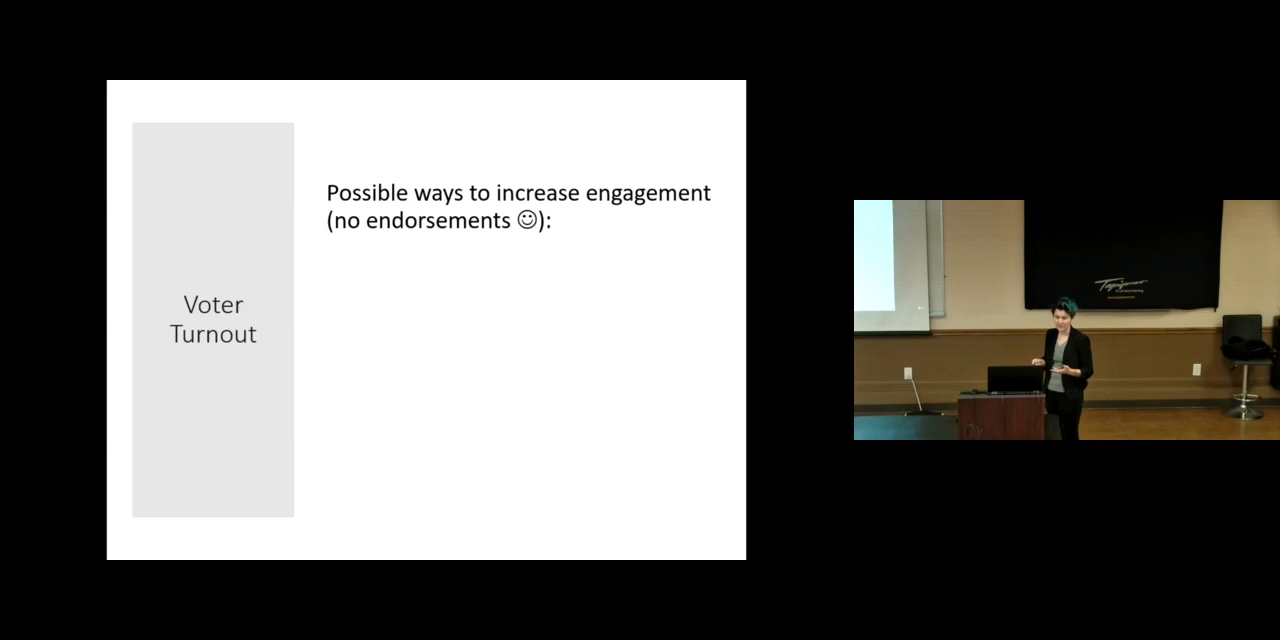 Possible ways to increase engagement
(no endorsements ☺):
Voter
Turnout